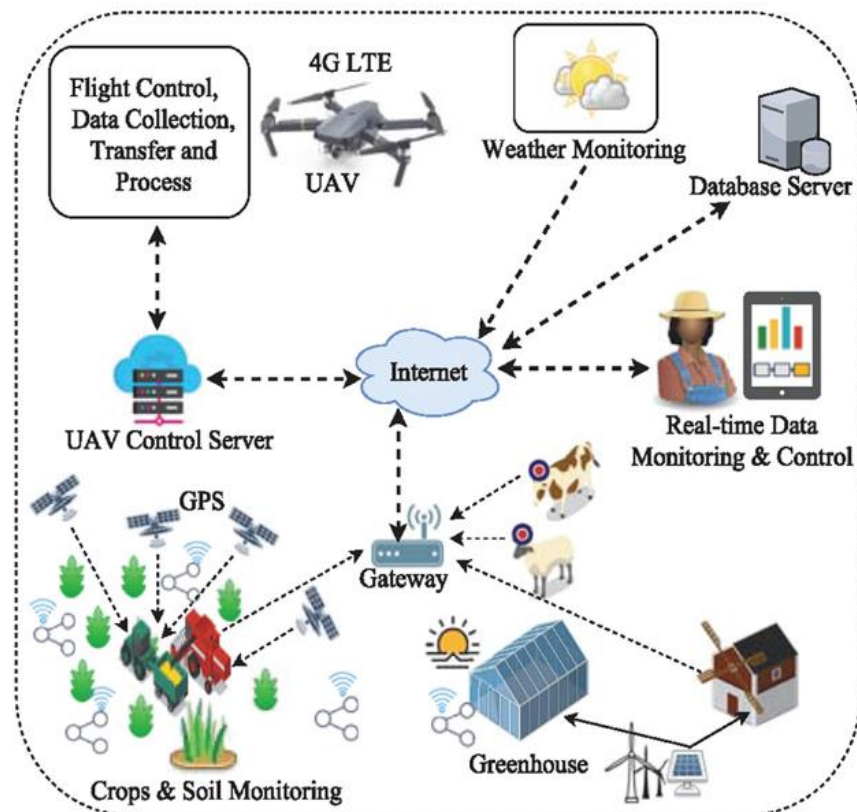 Flight Control,
Data Collection,
Transfer and
Process
4G LTE
UAV
Weather Monitoring
Database Server
Internet
UAV Control Server
Real-time Data
Monitoring & Control
GPS
Gateway
Greenhouse
Crops & Soil Monitoring